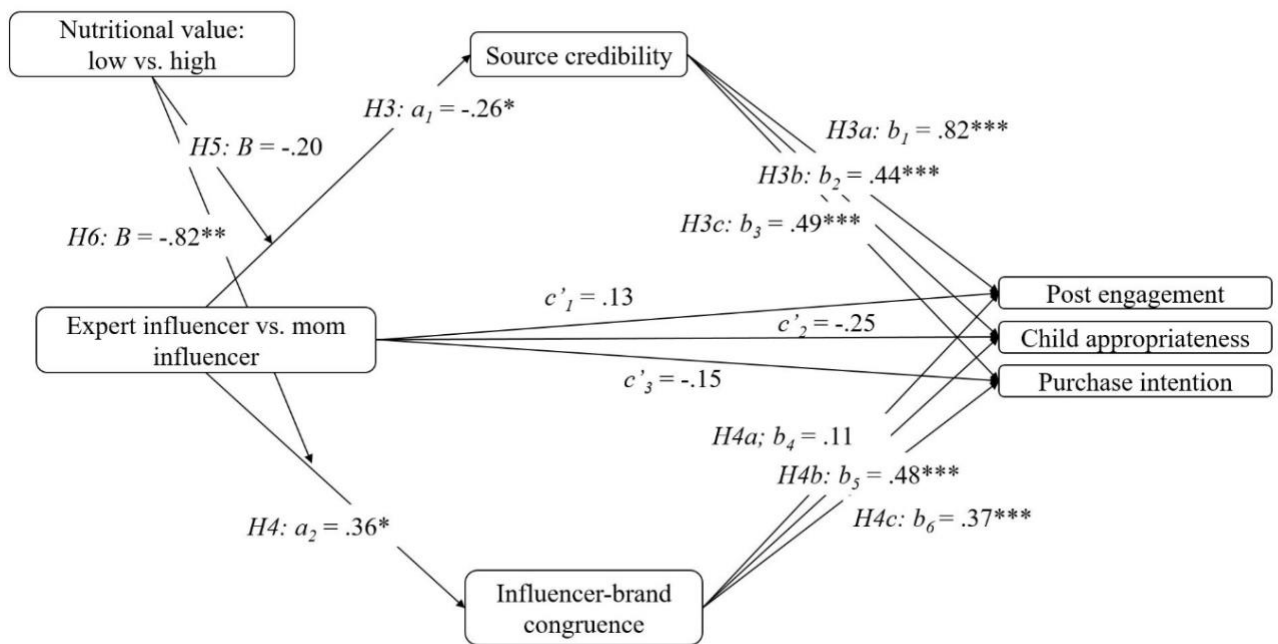 Nutritional value:
low vs. high
Source credibility
H3: a1 = -.26*
H3a: b1 = .82***
H5: B = -.20
H3b: b2 = .44***
H3c: b3 = .49***
H6: B = -.82**
Expert influencer vs. mom
influencer
c’1 = .13
c’2 = -.25
c’3 = -.15
Post engagement
Child appropriateness
Purchase intention
H4a; b4 = .11
H4b: b5 = .48***
H4c: b6 = .37***
H4: a2 = .36*
Influencer-brand
congruence